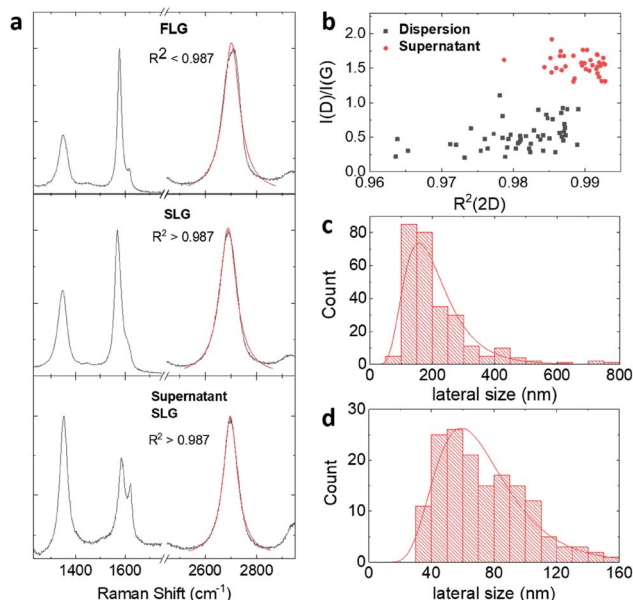 a
FLG
R² < 0.987
SLG
R² > 0.987
Supernatant
SLG
R² > 0.987
1400 1600 2600 2800
Raman Shift (cm⁻¹)
b
Dispersion
Supernatant
2.0
1.5
1.0
0.5
0.0
I(D)/I(G)
0.96 0.97 0.98 0.99
R²(2D)
c
80
60
40
20
0
Count
0 200 400 600 800
lateral size (nm)
d
30
20
10
0
Count
0 40 80 120 160
lateral size (nm)